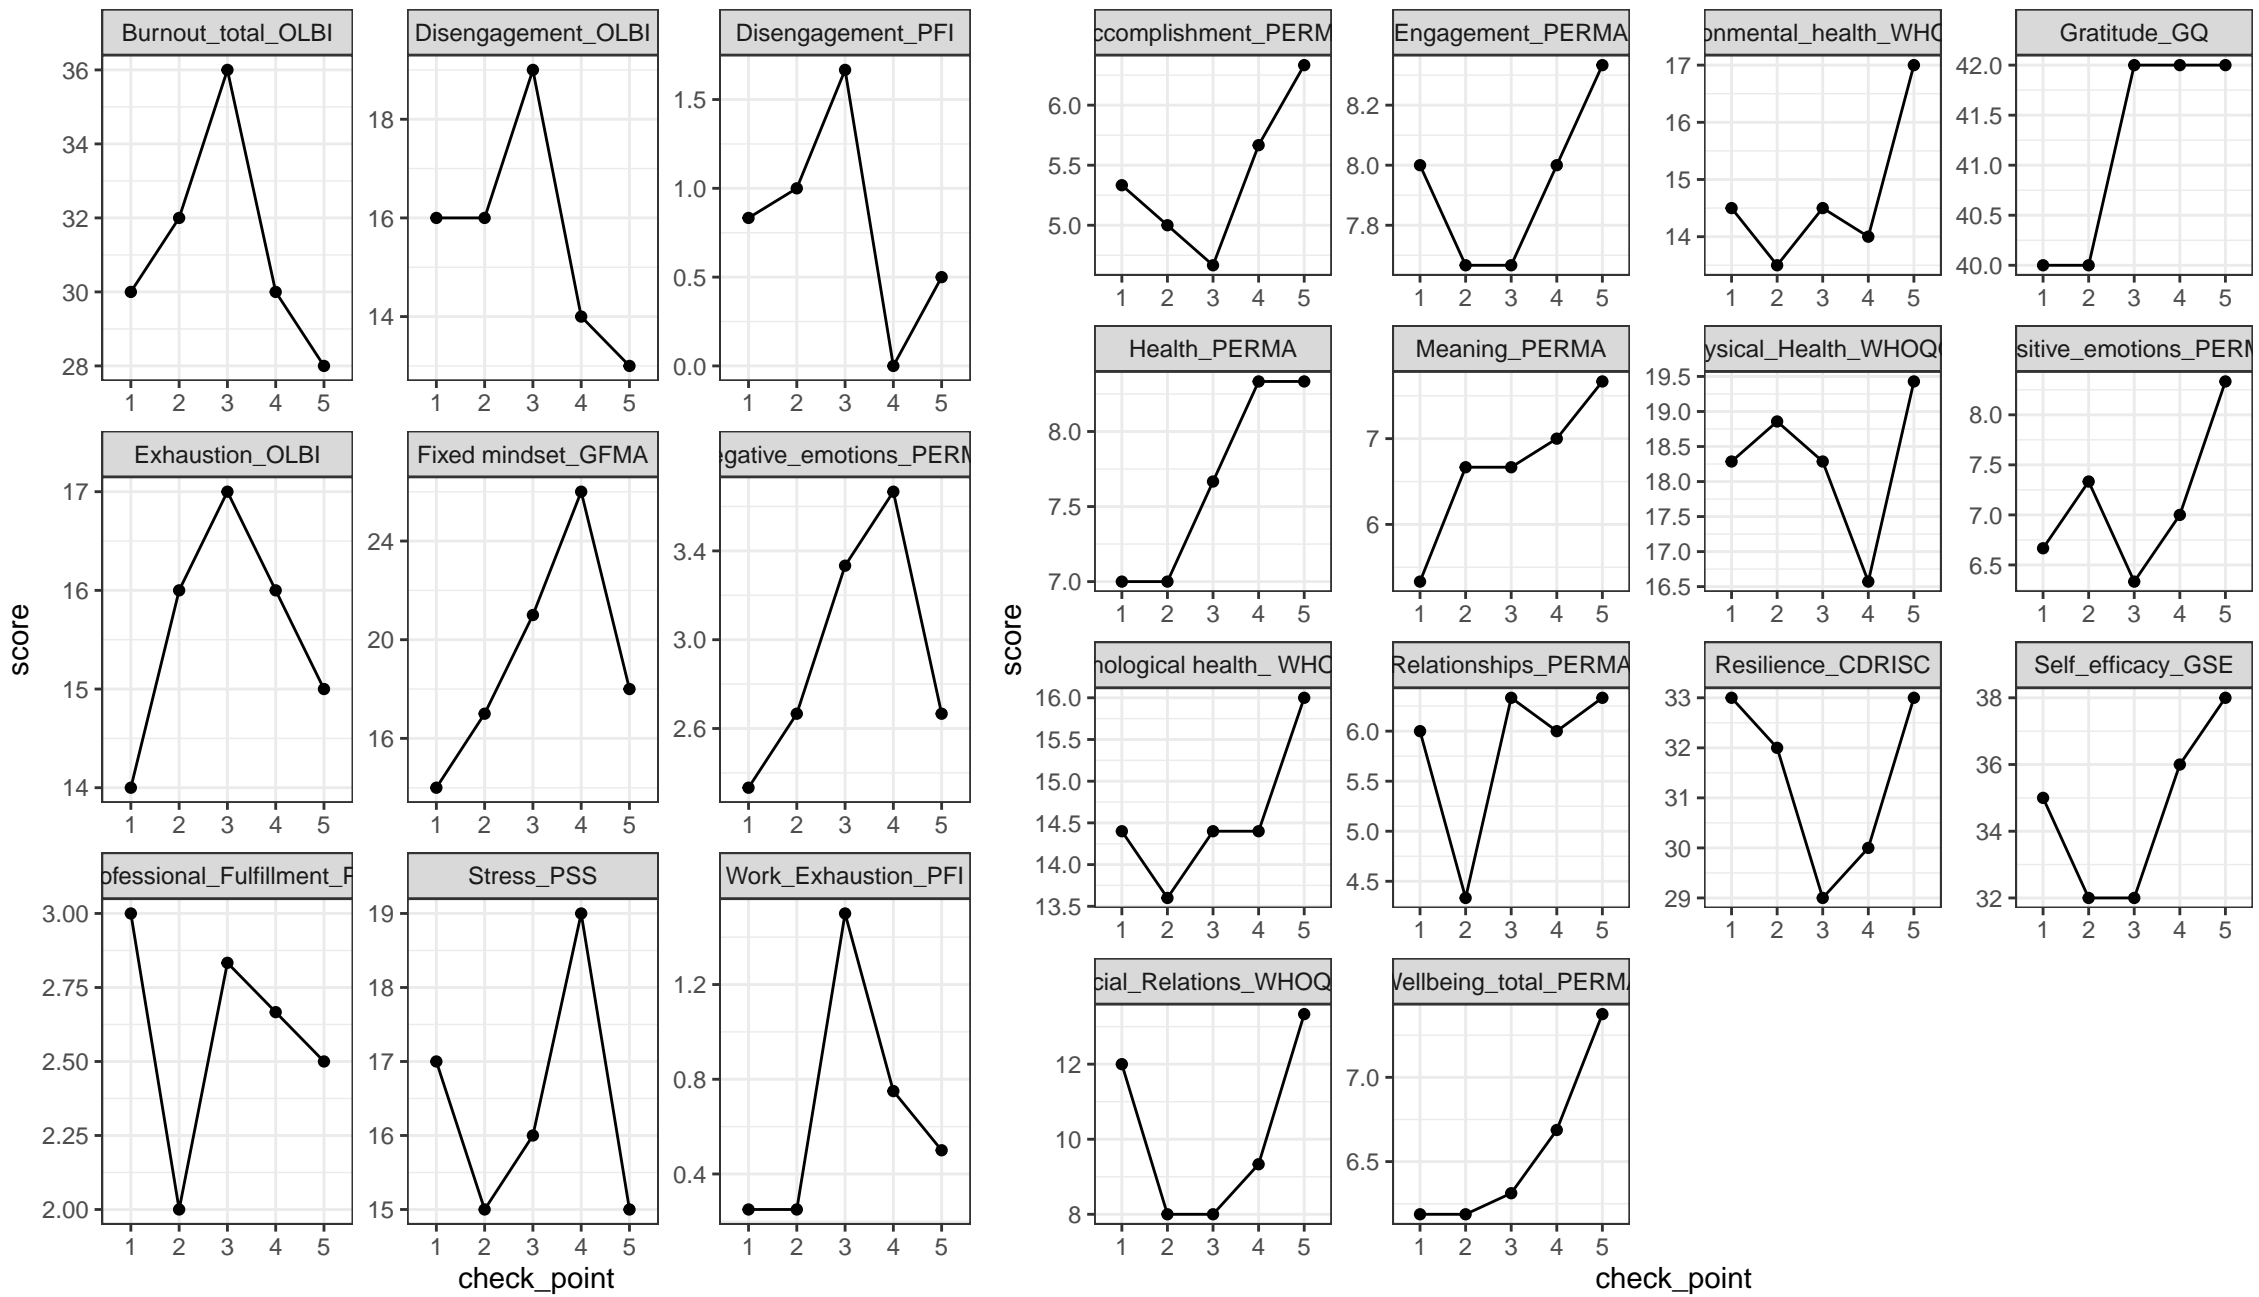 Burnout_total_OLBI
Disengagement_OLBI
Disengagement_PFI
36
34
32
30
28
18
16
14
1.5
1.0
0.5
0.0
1 2 3 4 5
1 2 3 4 5
1 2 3 4 5
Exhaustion_OLBI
Fixed mindset_GFMA
egative_emotions_PERM
17
16
15
14
24
20
16
3.4
3.0
2.6
1 2 3 4 5
1 2 3 4 5
1 2 3 4 5
ofessional_Fulfillment_P
Stress_PSS
Work_Exhaustion_PFI
3.00
2.75
2.50
2.25
2.00
19
18
17
16
15
1.2
0.8
0.4
1 2 3 4 5
1 2 3 4 5
1 2 3 4 5
score
check_point
ccomplishment_PERM
Engagement_PERMA
onmental_health_WHO
Gratitude_GQ
6.0
5.5
5.0
8.2
8.0
7.8
17
16
15
14
42.0
41.5
41.0
40.5
40.0
1 2 3 4 5
1 2 3 4 5
1 2 3 4 5
1 2 3 4 5
Health_PERMA
Meaning_PERMA
ysical_Health_WHOQO
sitive_emotions_PERM
8.0
7.5
7.0
7
6
19.5
19.0
18.5
18.0
17.5
17.0
16.5
8.0
7.5
7.0
6.5
1 2 3 4 5
1 2 3 4 5
1 2 3 4 5
1 2 3 4 5
hological health_ WHO
Relationships_PERMA
Resilience_CDRISC
Self_efficacy_GSE
16.0
15.5
15.0
14.5
14.0
13.5
6.0
5.5
5.0
4.5
33
32
31
30
29
38
36
34
32
1 2 3 4 5
1 2 3 4 5
1 2 3 4 5
1 2 3 4 5
cial_Relations_WHOQ
Wellbeing_total_PERMA
12
10
8
7.0
6.5
1 2 3 4 5
1 2 3 4 5
score
check_point